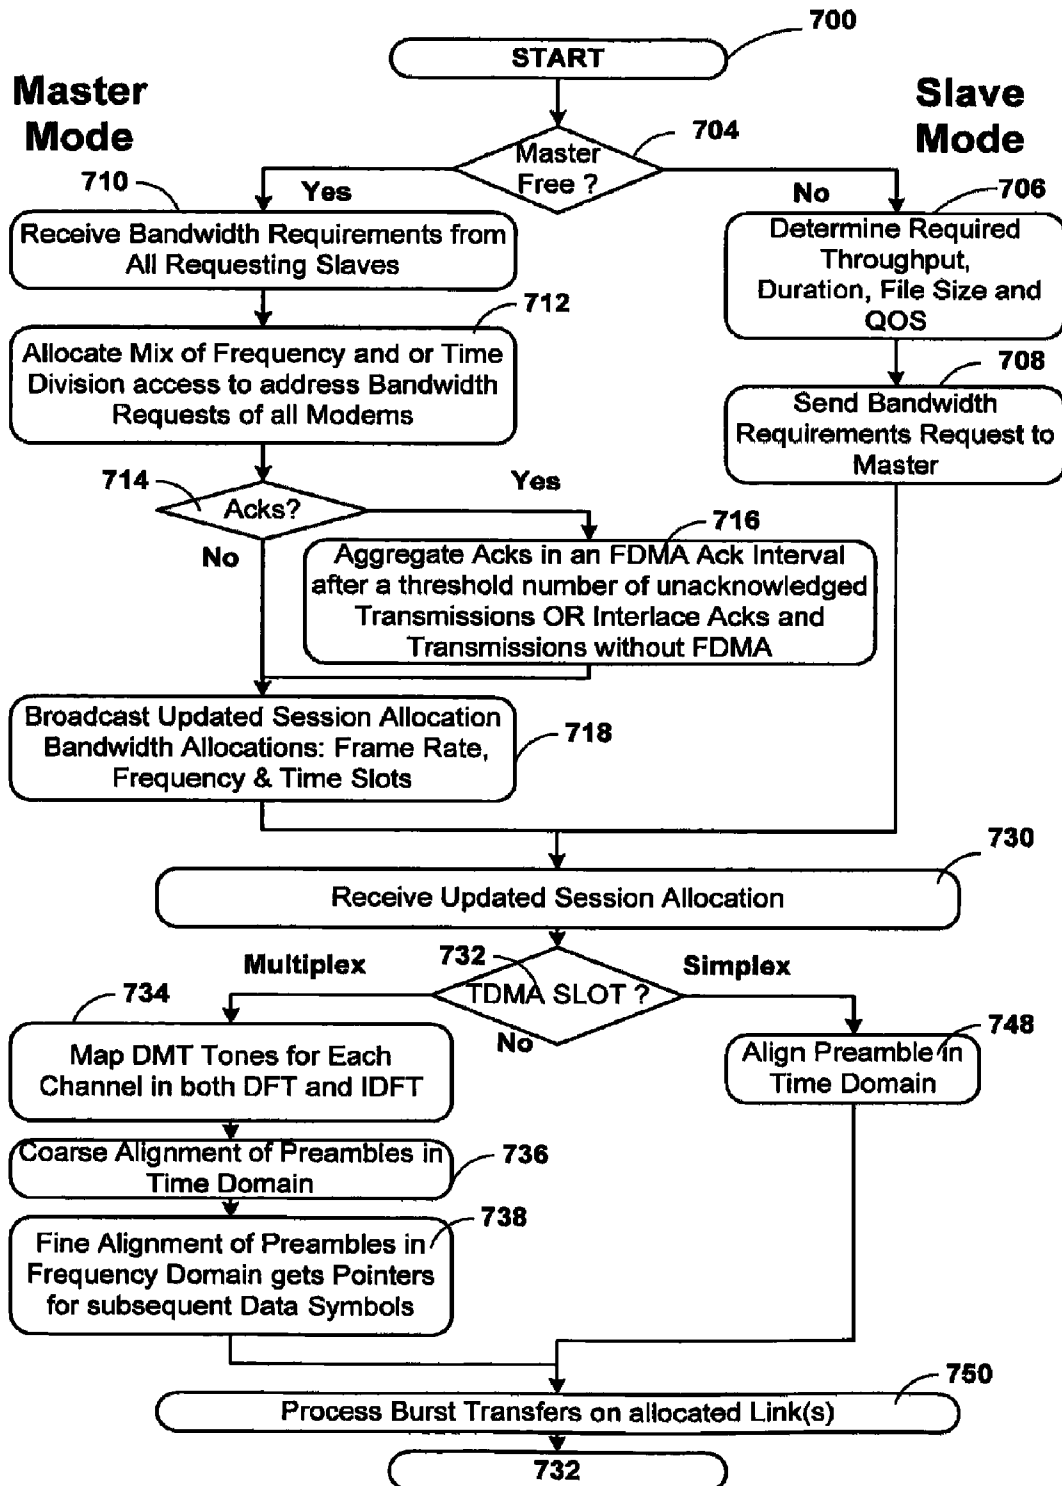 700
START
Master
Mode
Slave
Mode
704
Master
Free ?
710
Yes
No
706
Receive Bandwidth Requirements from
All Requesting Slaves
Determine Required
Throughput,
Duration, File Size and
QOS
712
Allocate Mix of Frequency and or Time
Division access to address Bandwidth
Requests of all Modems
708
Send Bandwidth
Requirements Request to
Master
714
Acks?
Yes
No
716
Aggregate Acks in an FDMA Ack Interval
after a threshold number of unacknowledged
Transmissions OR Interlace Acks and
Transmissions without FDMA
Broadcast Updated Session Allocation
Bandwidth Allocations: Frame Rate,
Frequency & Time Slots
718
730
Receive Updated Session Allocation
Multiplex
732
Simplex
TDMA SLOT ?
No
734
Map DMT Tones for Each
Channel in both DFT and IDFT
748
Align Preamble in
Time Domain
Coarse Alignment of Preambles in
Time Domain
736
738
Fine Alignment of Preambles in
Frequency Domain gets Pointers
for subsequent Data Symbols
750
Process Burst Transfers on allocated Link(s)
732